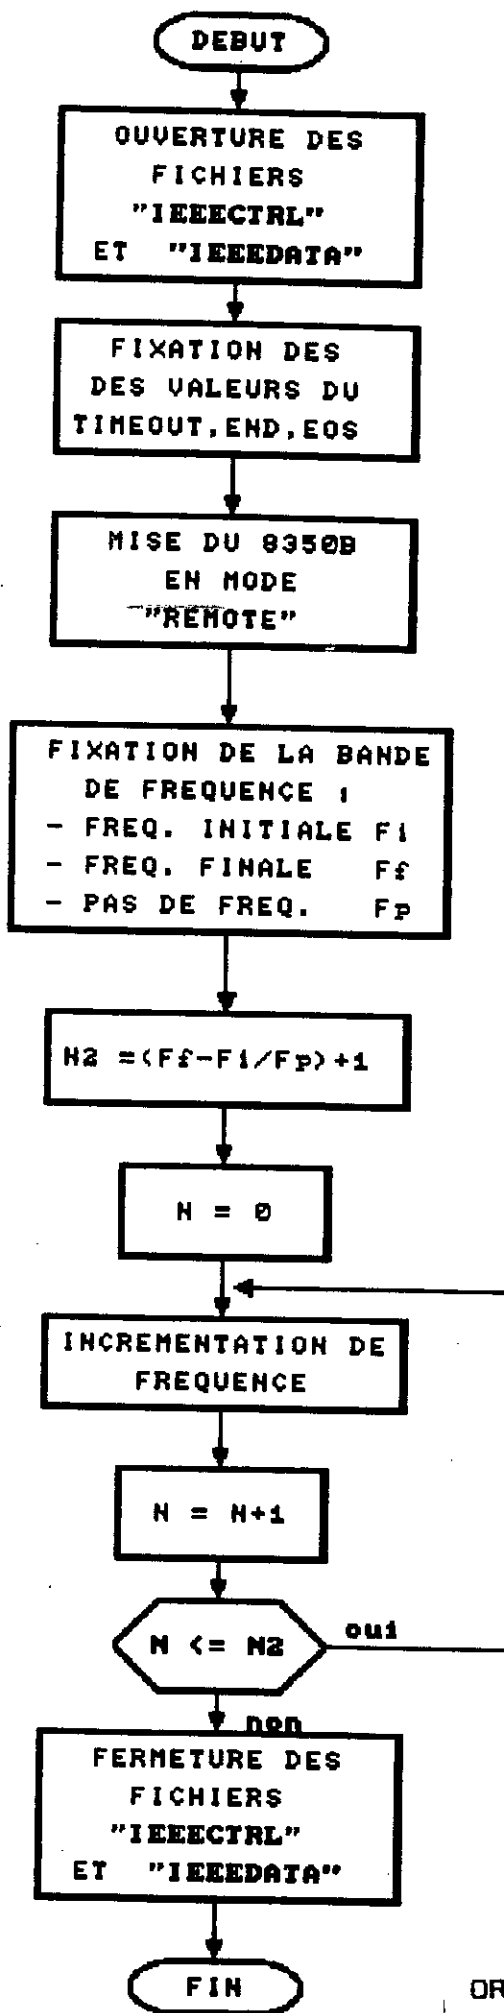 DEBUT
OUVERTURE DES
FICHIERS
"IEEECTRL"
ET "IEEEDATA"
FIXATION DES
DES VALEURS DU
TIMEOUT,END,EOS
MISE DU 8350B
EN MODE
"REMOTE"
FIXATION DE LA BANDE
DE FREQUENCE :
- FREQ. INITIALE Fi
- FREQ. FINALE Ff
- PAS DE FREQ. Fp
N2 =(Ff-Fi/Fp)+1
N = 0
INCREMENTATION DE
FREQUENCE
N = N+1
N <= N2
oui
non
FERMETURE DES
FICHIERS
"IEEECTRL"
ET "IEEEDATA"
FIN
OR